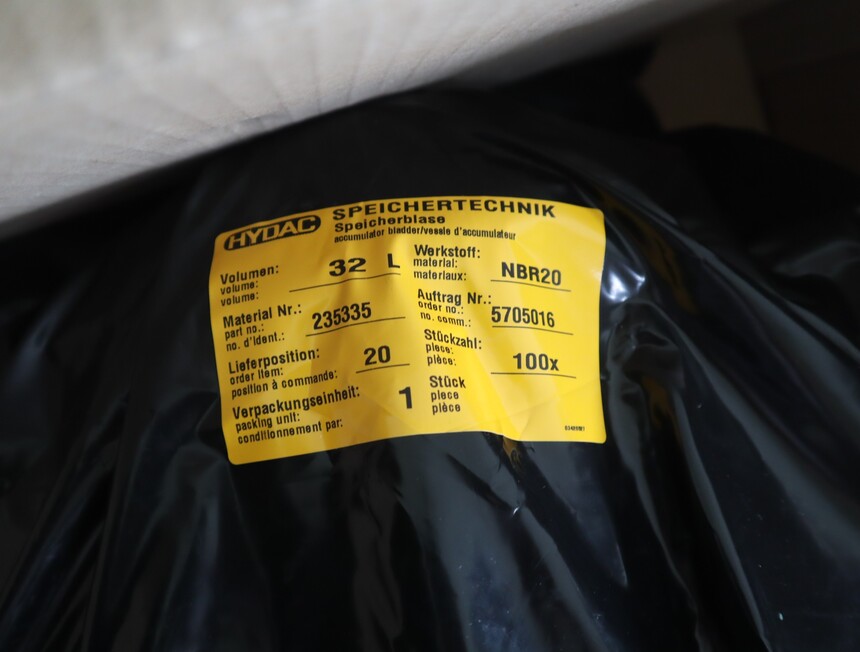 HYDAC SPEICHERTECHNIK
Speicherblase
accumulator bladder/vessie d'accumulateur
Volumen: 32 L
volume:
volume:
Werkstoff:
material: NBR20
materiaux:
Material Nr.: 235335
part no.:
no. d'ident.:
Auftrag Nr.:
order no.: 5705016
no. comm.:
Lieferposition: 20
order item:
position à commande:
Stückzahl:
piece: 100x
pièce:
Verpackungseinheit: 1
packing unit:
conditionnement par:
Stück
piece
pièce